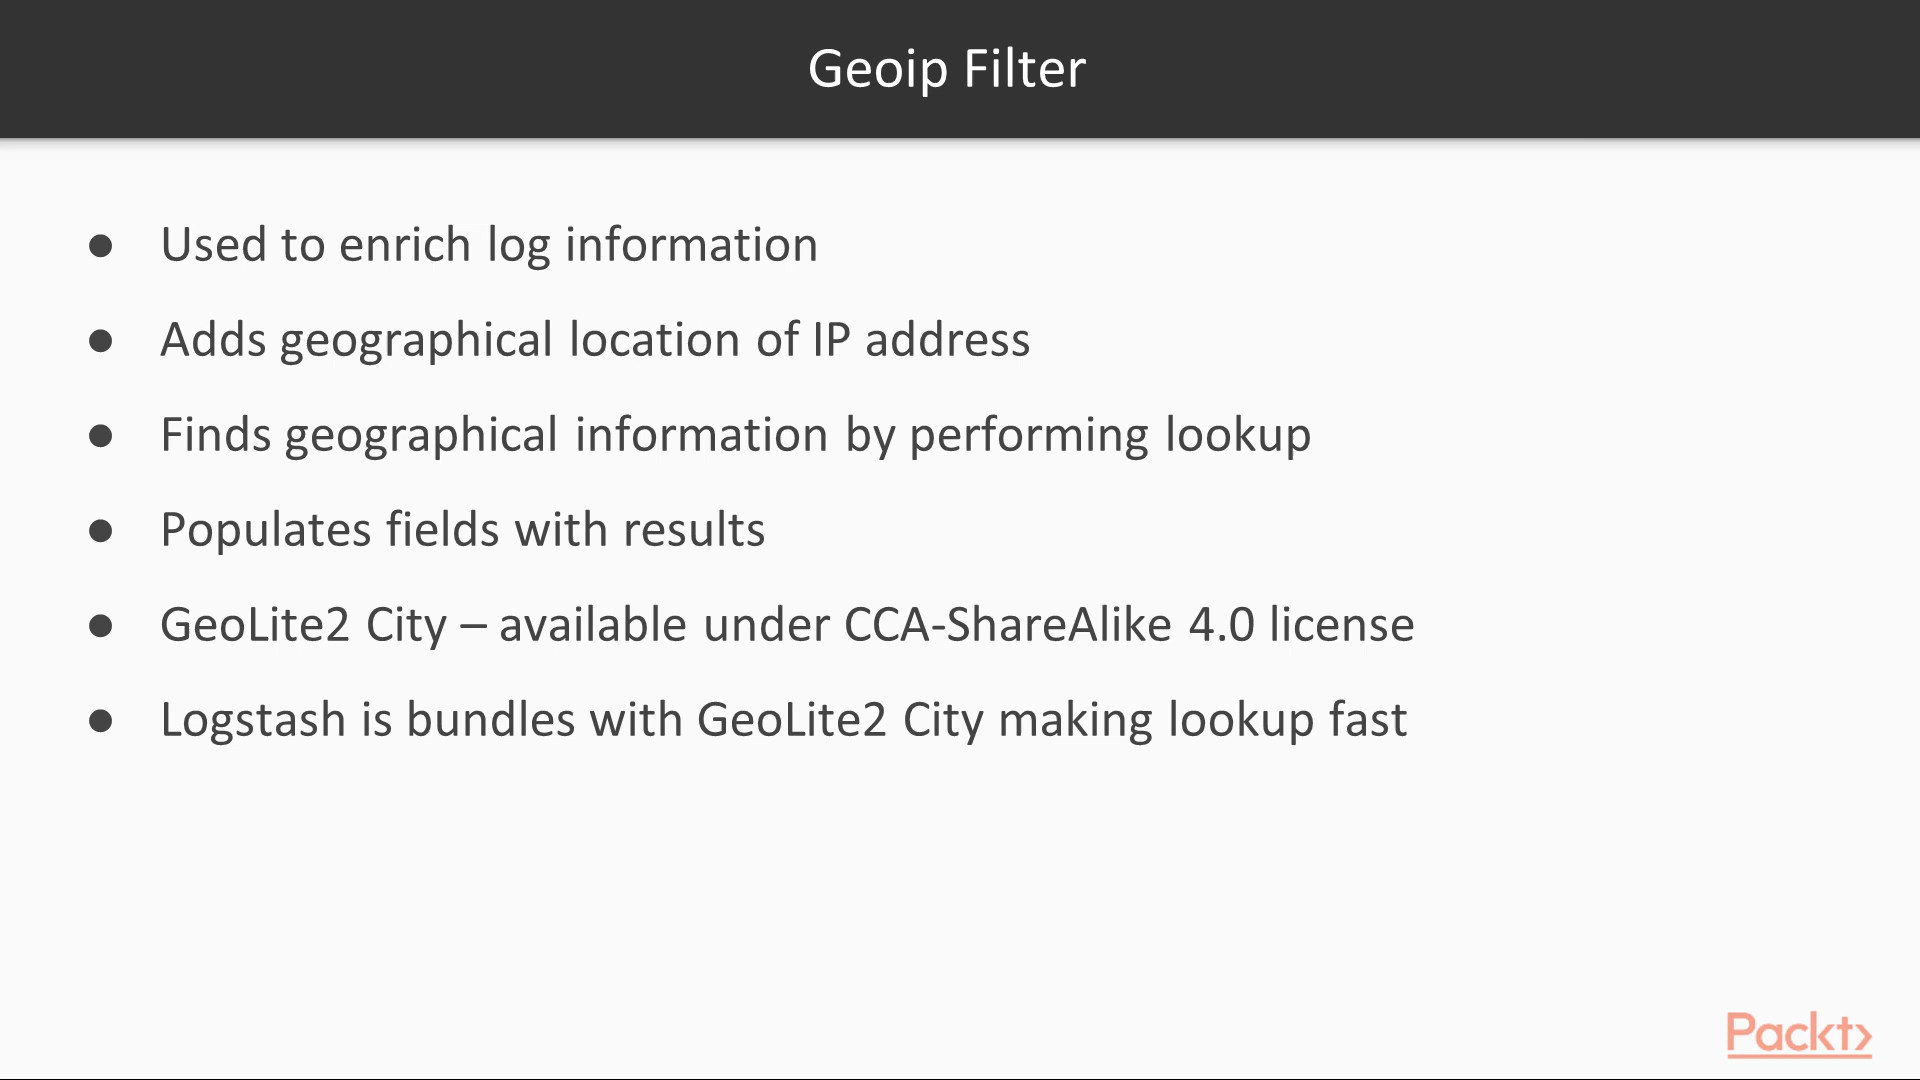 Geoip Filter
● Used to enrich log information
● Adds geographical location of IP address
● Finds geographical information by performing lookup
● Populates fields with results
● GeoLite2 City – available under CCA-ShareAlike 4.0 license
● Logstash is bundles with GeoLite2 City making lookup fast
Packt>